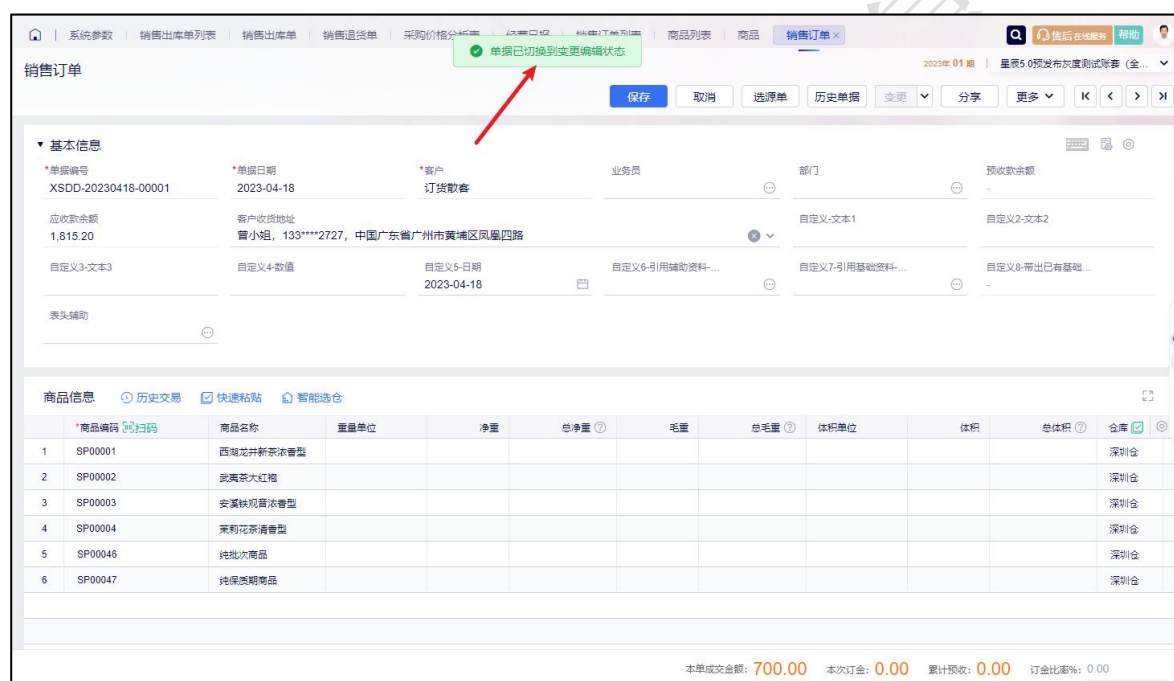 系统参数 销售出库单列表 销售出库单 销售退货单 采购价格分析表 经营日报 销售订单列表 商品列表 商品 销售订单 ×
售后在线服务 帮助
单据已切换到变更编辑状态
销售订单
2023年 01 期 星辰5.0预发布灰度测试账套（全...
保存 取消 选源单 历史单据 变更 分享 更多
基本信息
*单据编号 *单据日期 *客户 业务员 部门 预收款余额
XSDD-20230418-00001 2023-04-18 订货散客 -
应收款余额 客户收货地址 自定义-文本1 自定义2-文本2
1,815.20 曾小姐，133****2727，中国广东省广州市黄埔区凤凰四路
自定义3-文本3 自定义4-数值 自定义5-日期 自定义6-引用辅助资料-... 自定义7-引用基础资料-... 自定义8-带出已有基础...
2023-04-18 -
表头辅助
商品信息 历史交易 快速粘贴 智能选仓
*商品编码 扫码 商品名称 重量单位 净重 总净重 毛重 总毛重 体积单位 体积 总体积 仓库
1 SP00001 西湖龙井新茶浓香型 深圳仓
2 SP00002 武夷茶大红袍 深圳仓
3 SP00003 安溪铁观音浓香型 深圳仓
4 SP00004 茉莉花茶清香型 深圳仓
5 SP00046 纯批次商品 深圳仓
6 SP00047 纯保质期商品 深圳仓
本单成交金额: 700.00 本次订金: 0.00 累计预收: 0.00 订金比率%: 0.00